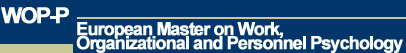 WOP-P
European Master on Work,
Organizational and Personnel Psychology